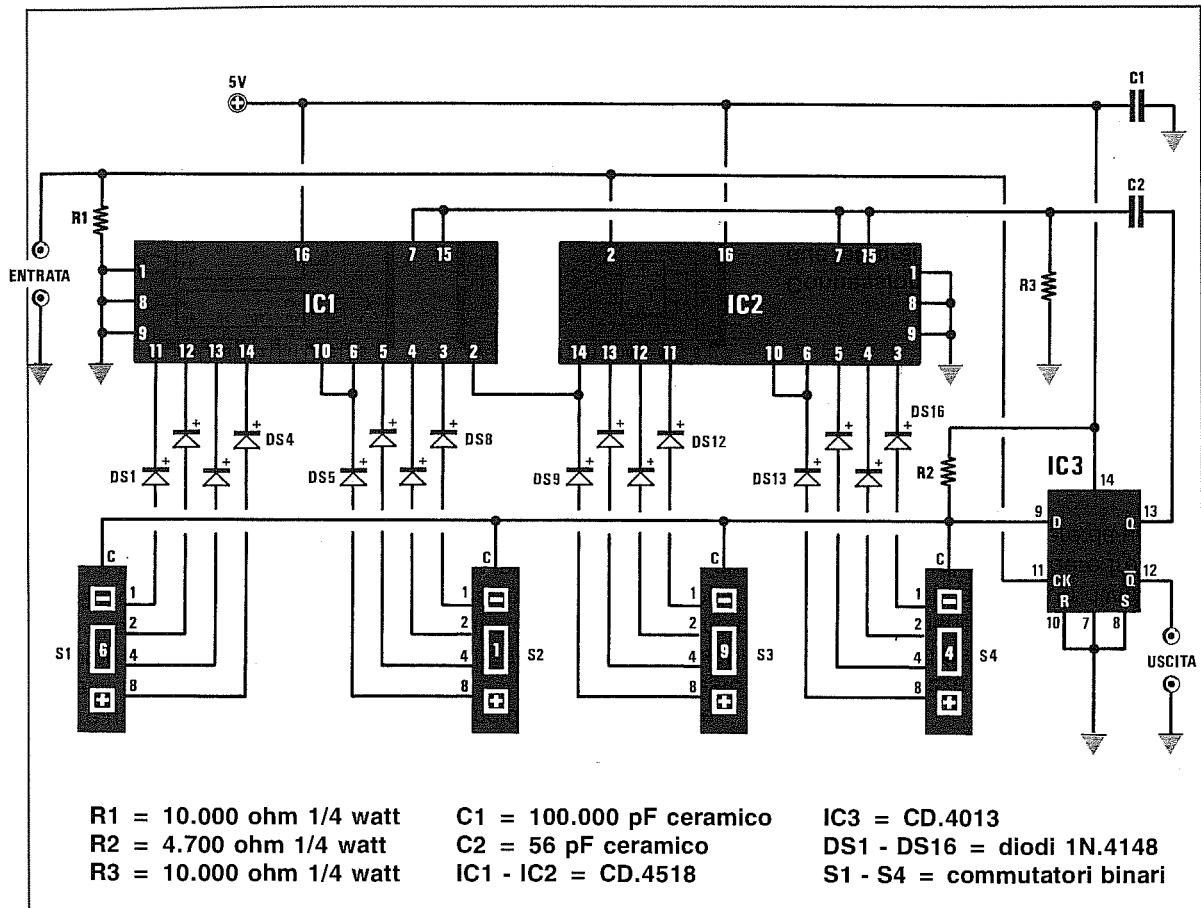 5V
C1
C2
R1
16
7 15
2
16
7 15
ENTRATA
1
8
9
IC1
IC2
1
8
9
R3
11 12 13 14
10 6 5 4 3 2
14 13 12 11
10 6 5 4 3
DS1
DS4
DS5
DS8
DS9
DS12
DS13
DS16
R2
IC3
14
9 D Q 13
11 CK Q 12
R S
10 7 8
USCITA
C
1
2
4
8
S1
6
C
1
2
4
8
1
S2
C
1
2
4
8
9
S3
C
1
2
4
8
4
S4
R1 = 10.000 ohm 1/4 watt
R2 = 4.700 ohm 1/4 watt
R3 = 10.000 ohm 1/4 watt
C1 = 100.000 pF ceramico
C2 = 56 pF ceramico
IC1 - IC2 = CD.4518
IC3 = CD.4013
DS1 - DS16 = diodi 1N.4148
S1 - S4 = commutatori binari